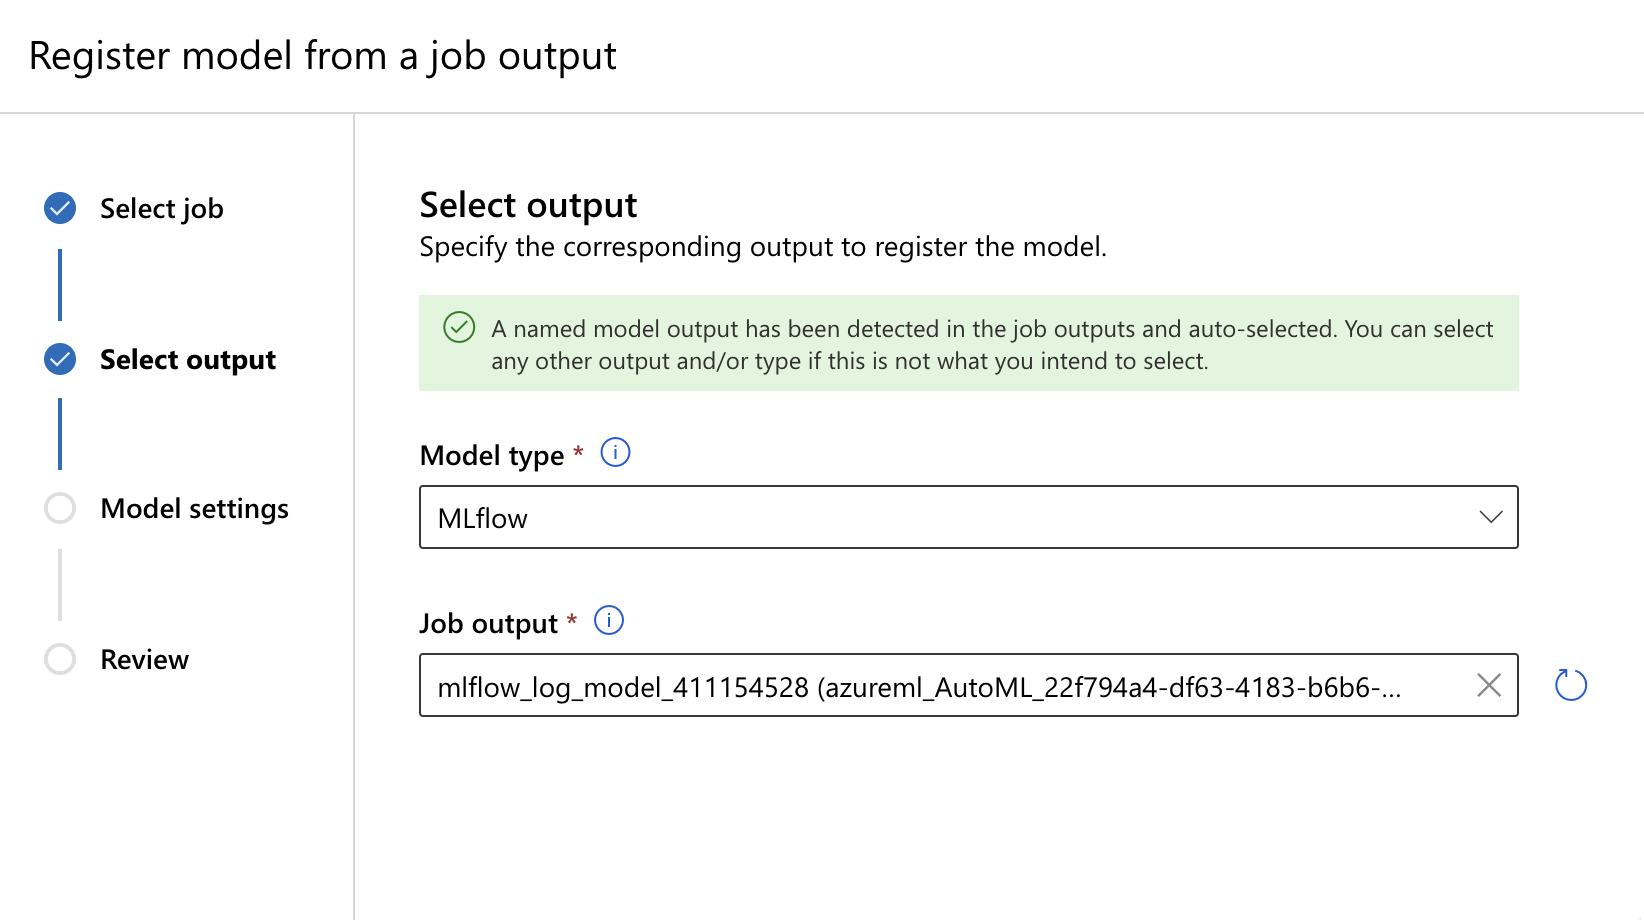 Register model from a job output
Select job
Select output
Model settings
Review
Select output
Specify the corresponding output to register the model.
A named model output has been detected in the job outputs and auto-selected. You can select
any other output and/or type if this is not what you intend to select.
Model type *
MLflow
Job output *
mlflow_log_model_411154528 (azureml_AutoML_22f794a4-df63-4183-b6b6-...